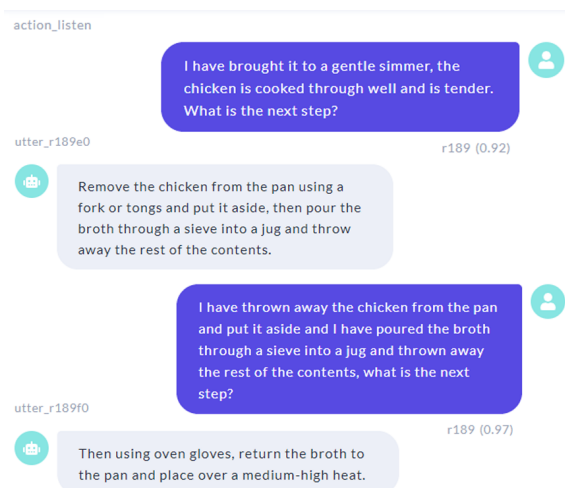 action_listen
I have brought it to a gentle simmer, the
chicken is cooked through well and is tender.
What is the next step?
utter_r189e0
r189 (0.92)
Remove the chicken from the pan using a
fork or tongs and put it aside, then pour the
broth through a sieve into a jug and throw
away the rest of the contents.
I have thrown away the chicken from the pan
and put it aside and I have poured the broth
through a sieve into a jug and thrown away
the rest of the contents, what is the next
step?
utter_r189f0
r189 (0.97)
Then using oven gloves, return the broth to
the pan and place over a medium-high heat.